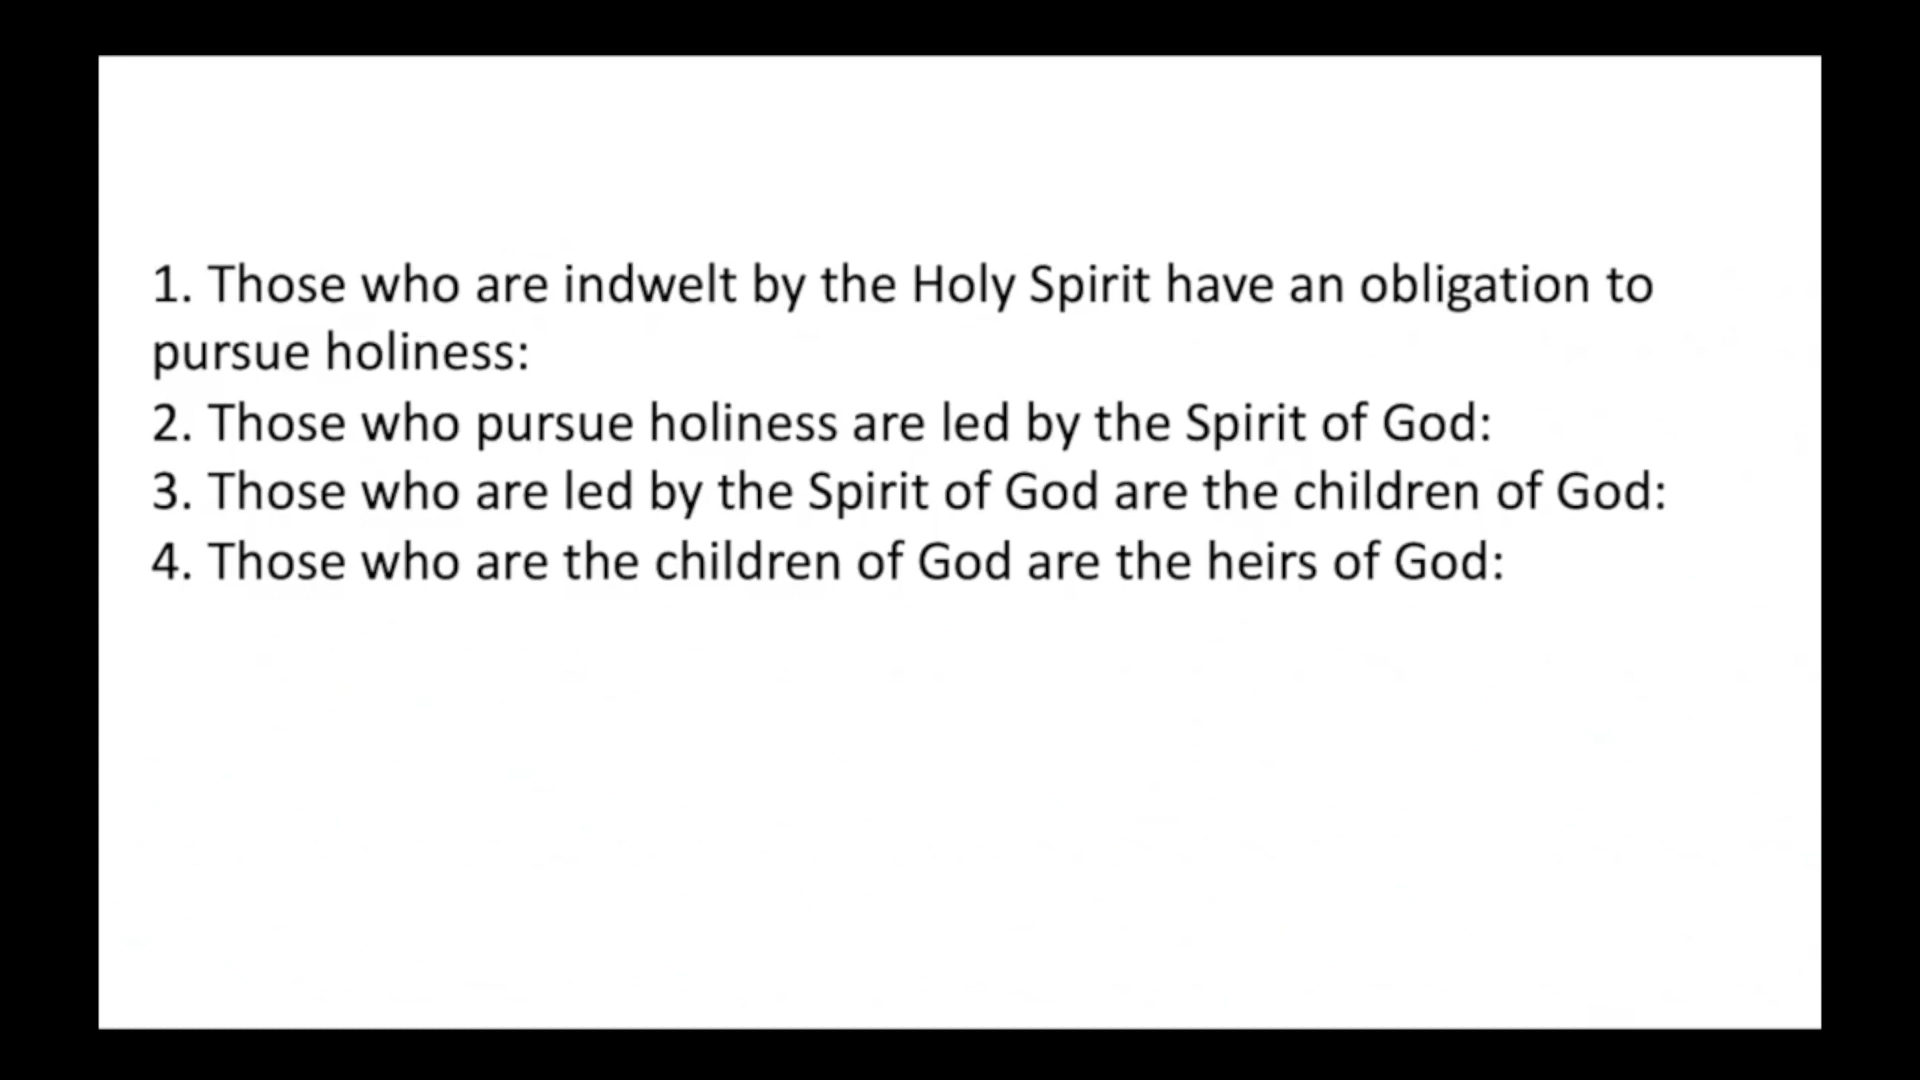 1. Those who are indwelt by the Holy Spirit have an obligation to
pursue holiness:
2. Those who pursue holiness are led by the Spirit of God:
3. Those who are led by the Spirit of God are the children of God:
4. Those who are the children of God are the heirs of God: